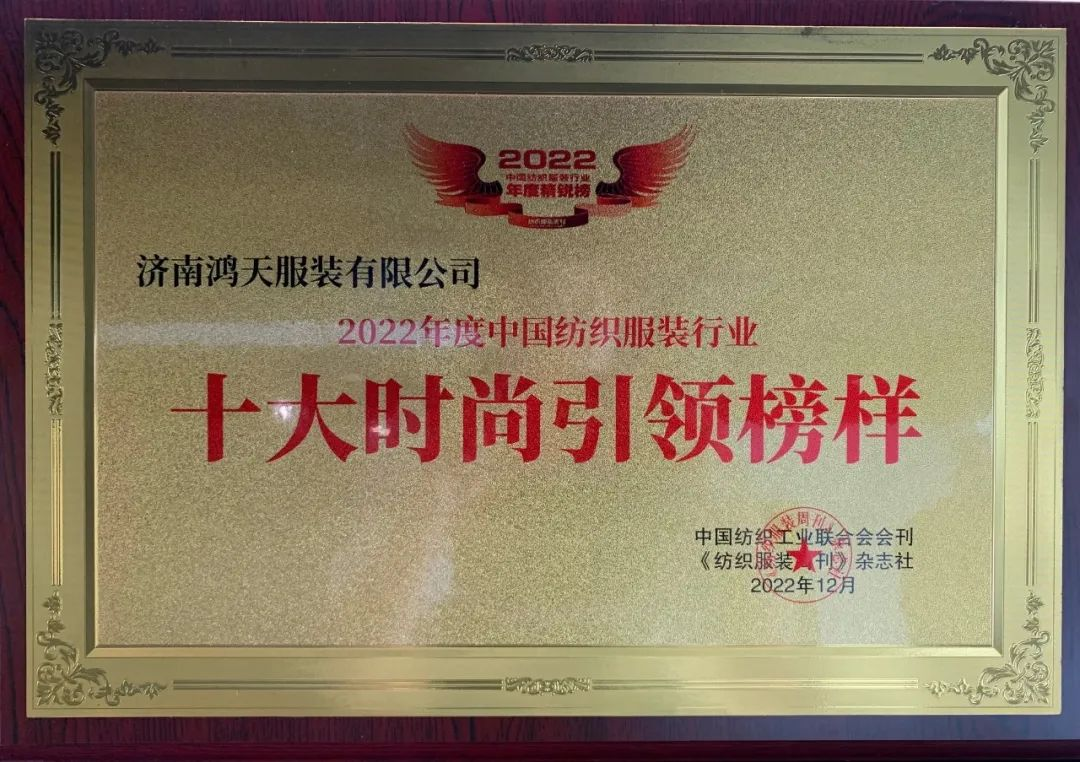 2022
中国纺织服装行业
年度精锐榜
济南鸿天服装有限公司
2022年度中国纺织服装行业
十大时尚引领榜样
中国纺织工业联合会会刊
《纺织服装周刊》杂志社
2022年12月